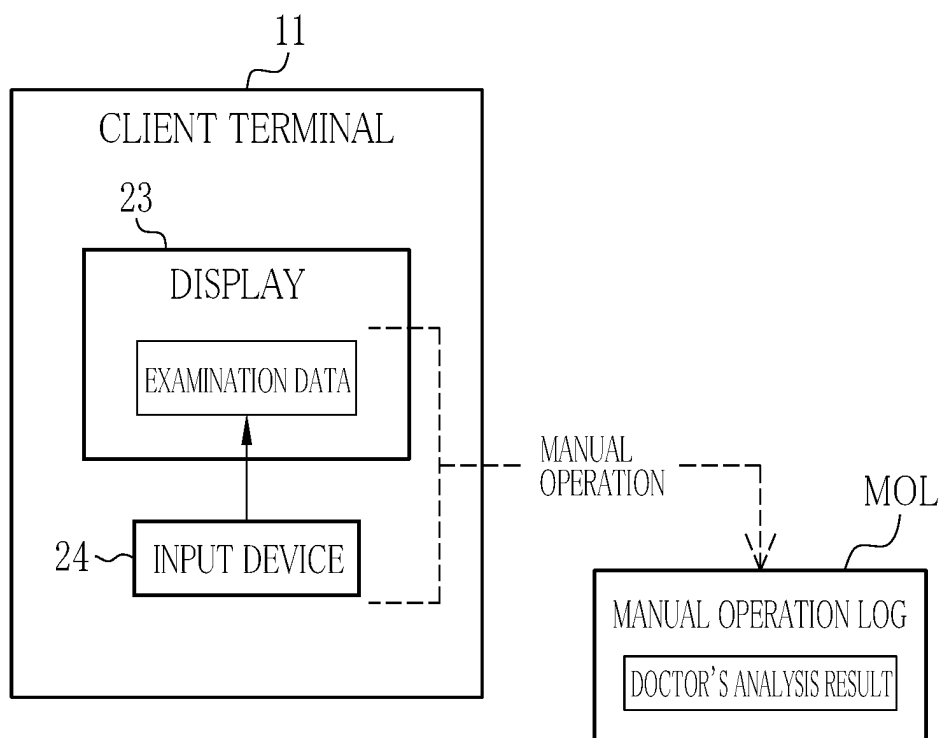 11
CLIENT TERMINAL
23
DISPLAY
EXAMINATION DATA
MANUAL
OPERATION
MOL
24
INPUT DEVICE
MANUAL OPERATION LOG
DOCTOR'S ANALYSIS RESULT